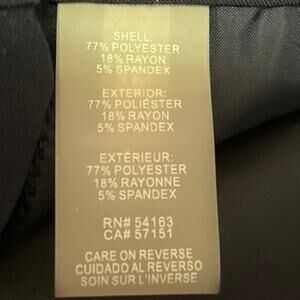 SHELL:
77% POLYESTER
18% RAYON
5% SPANDEX
EXTERIOR:
77% POLIÉSTER
18% RAYON
5% SPANDEX
EXTÉRIEUR:
77% POLYESTER
18% RAYONNE
5% SPANDEX
RN# 54163
CA# 57151
CARE ON REVERSE
CUIDADO AL REVERSO
SOIN SUR L'INVERSE